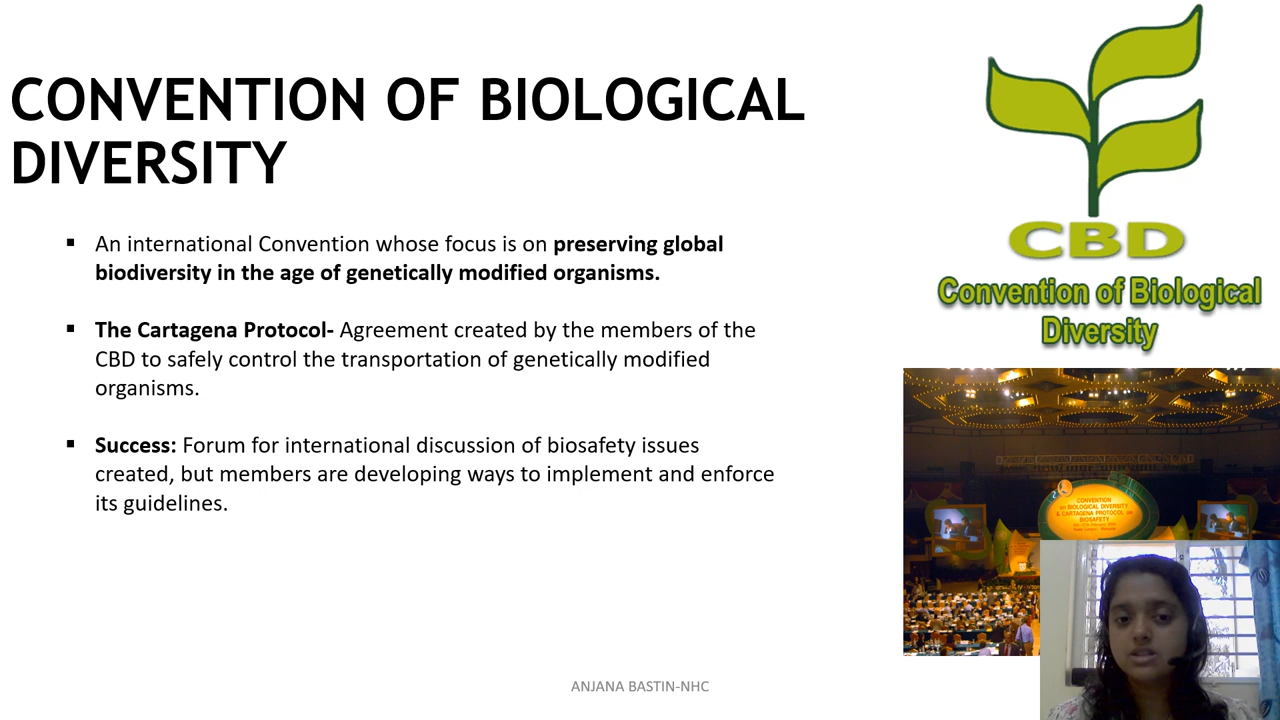 CONVENTION OF BIOLOGICAL
DIVERSITY
▪ An international Convention whose focus is on preserving global
biodiversity in the age of genetically modified organisms.
▪ The Cartagena Protocol- Agreement created by the members of the
CBD to safely control the transportation of genetically modified
organisms.
▪ Success: Forum for international discussion of biosafety issues
created, but members are developing ways to implement and enforce
its guidelines.
CBD
Convention of Biological
Diversity
CONVENTION
on BIOLOGICAL DIVERSITY
& CARTAGENA PROTOCOL on
BIOSAFETY
ANJANA BASTIN-NHC